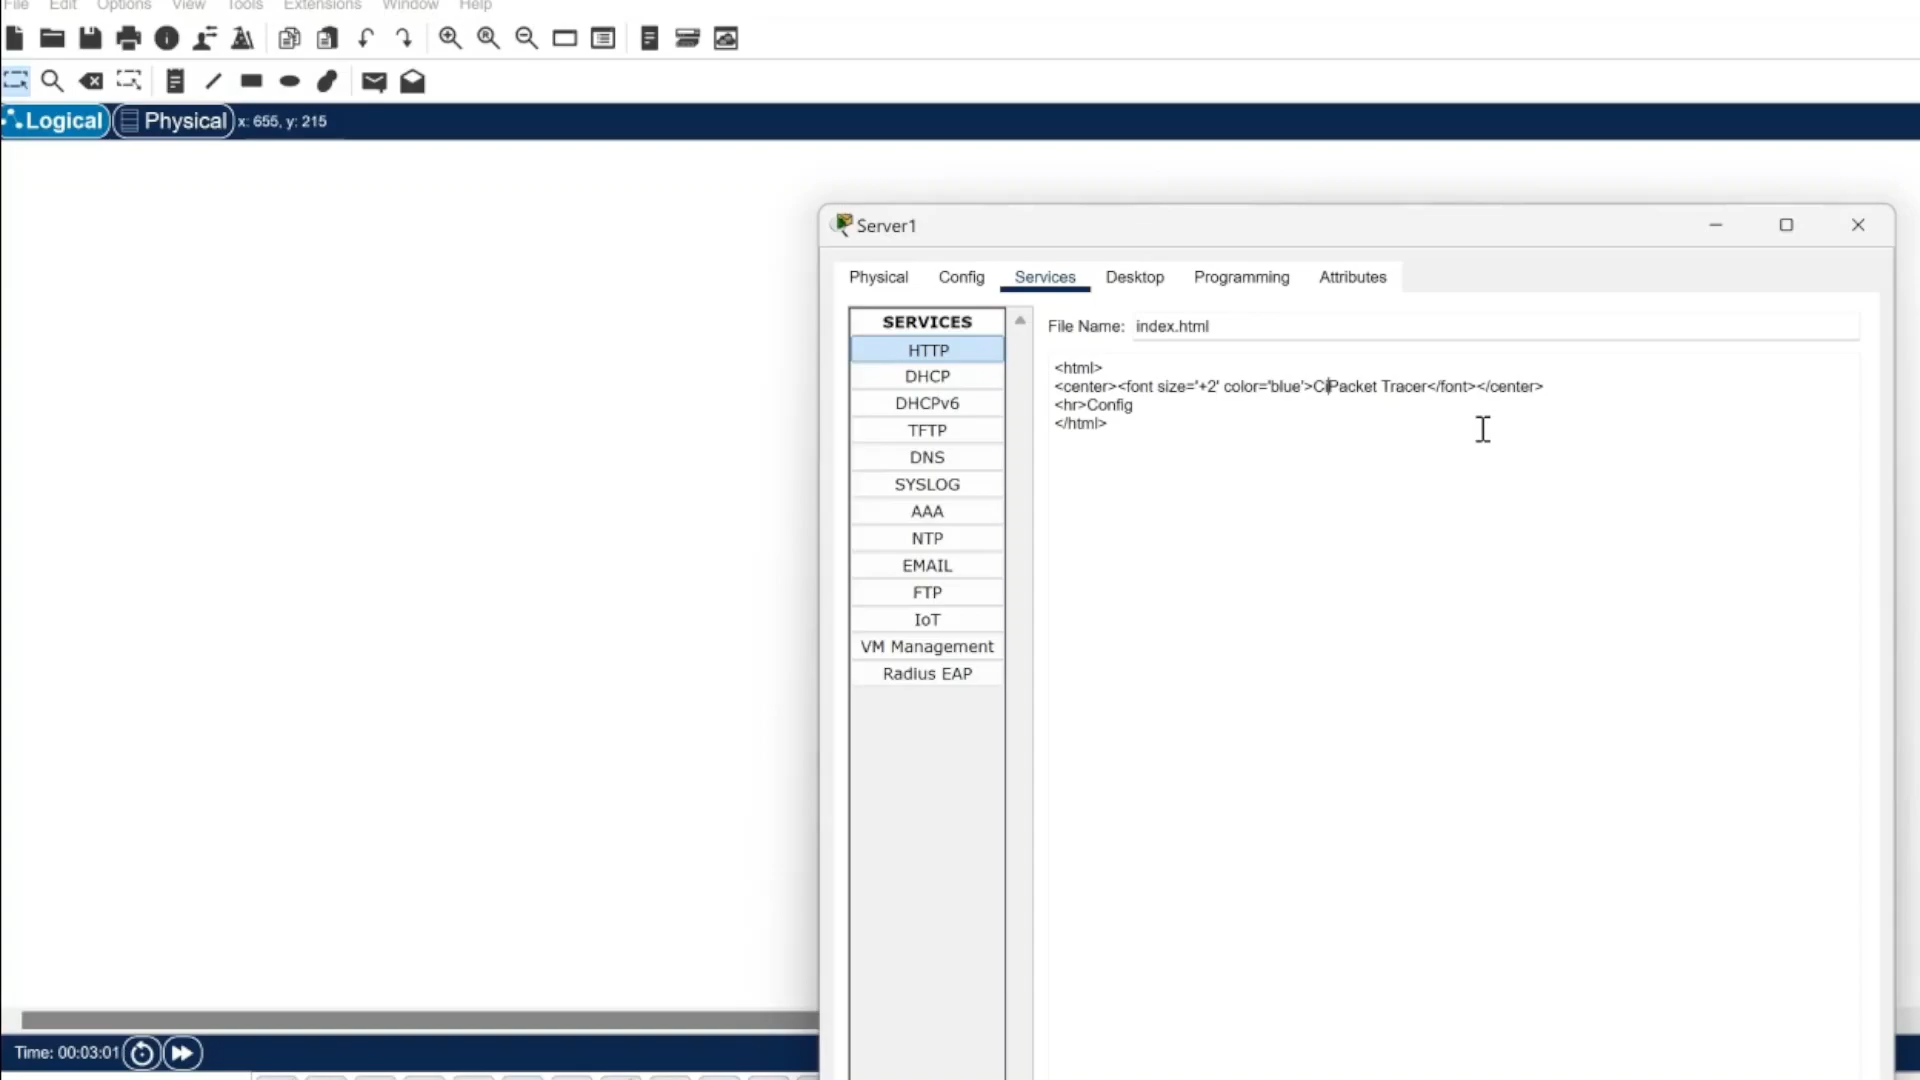 File Edit Options View Tools Extensions Window Help
Logical Physical x: 655, y: 215
Server1
Physical Config Services Desktop Programming Attributes
SERVICES
HTTP
DHCP
DHCPv6
TFTP
DNS
SYSLOG
AAA
NTP
EMAIL
FTP
IoT
VM Management
Radius EAP
File Name: index.html
<html>
<center><font size='+2' color='blue'>CiPacket Tracer</font></center>
<hr>Config
</html>
Time: 00:03:01